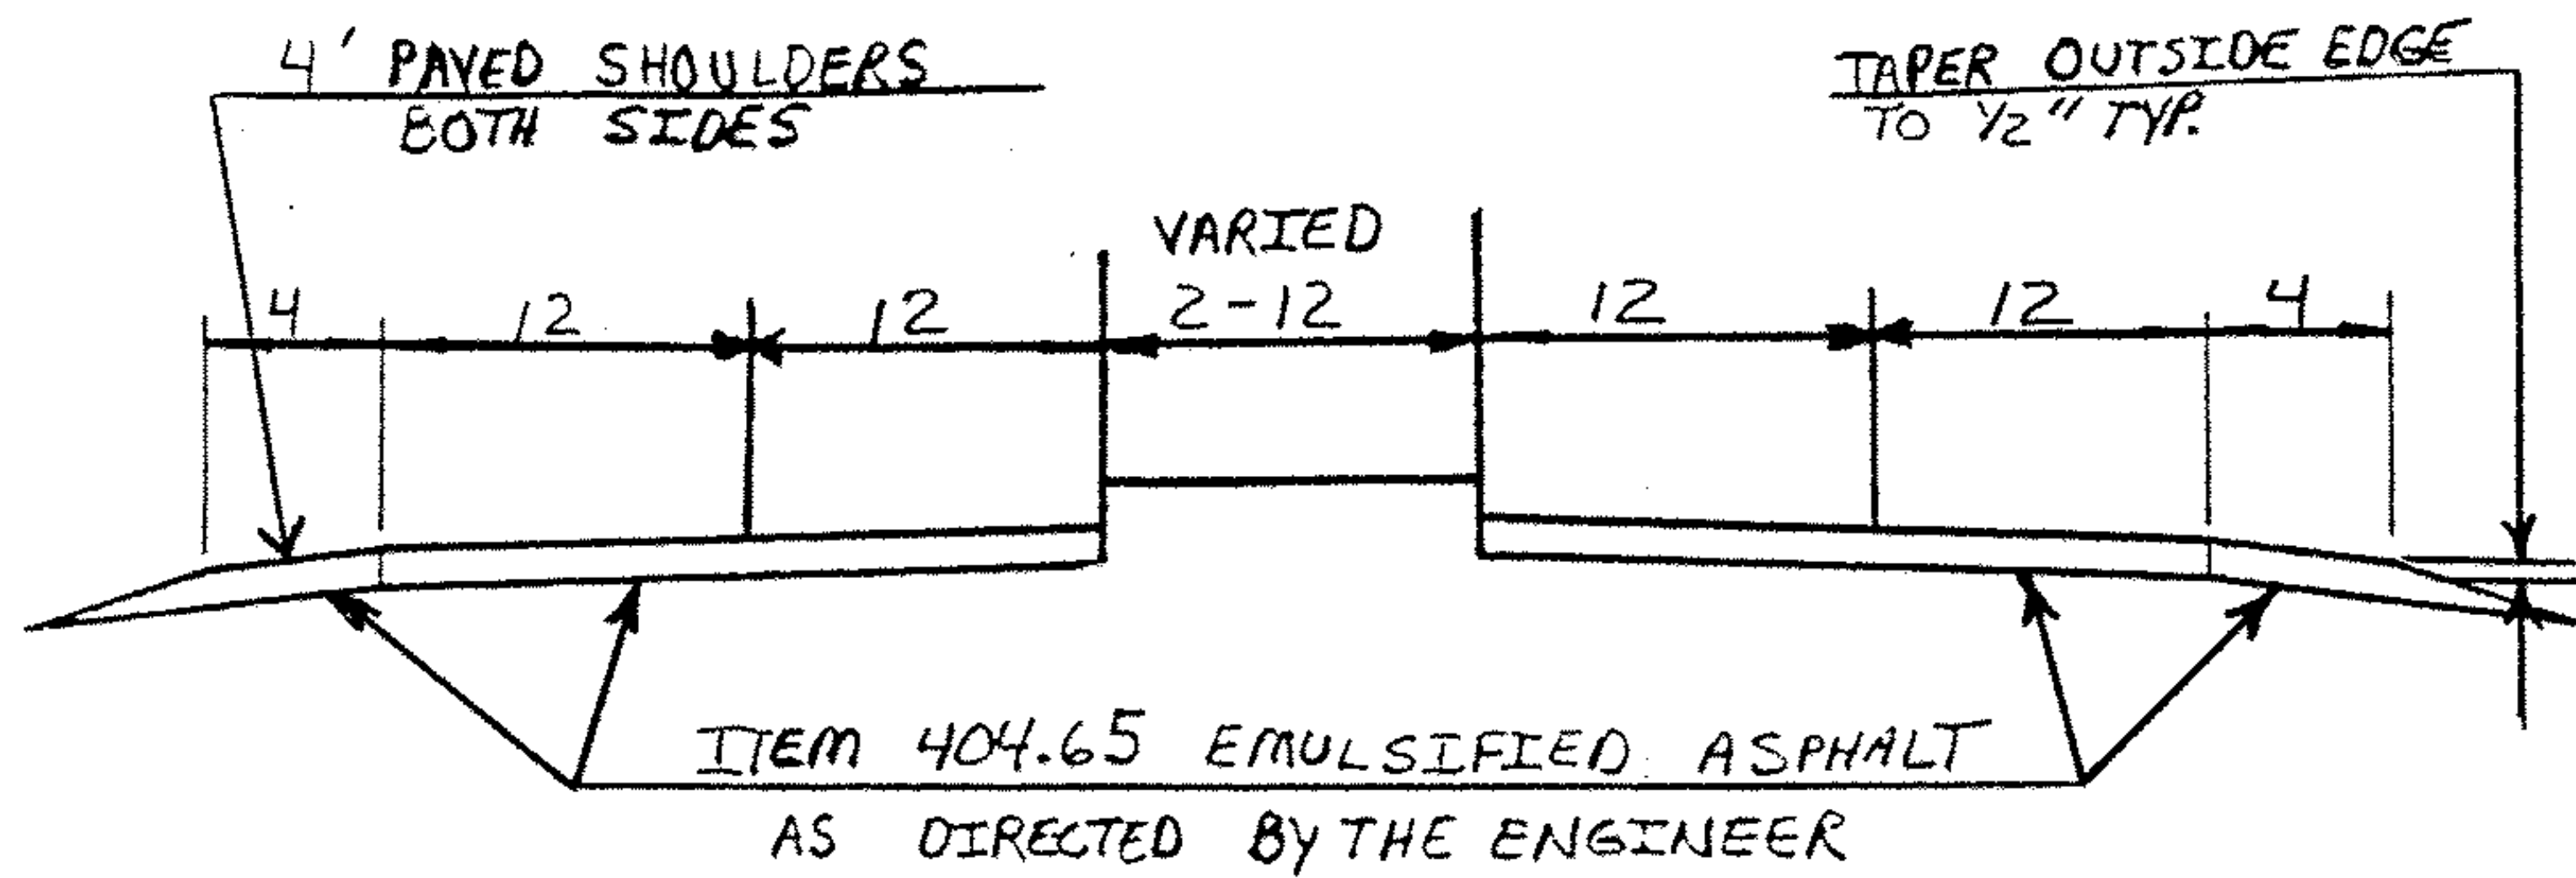 4' PAVED SHOULDERS
BOTH SIDES
TAPER OUTSIDE EDGE
TO 1/2" TYP.
VARIED
4 12 12 2-12 12 12 4
ITEM 404.65 EMULSIFIED ASPHALT
AS DIRECTED BY THE ENGINEER